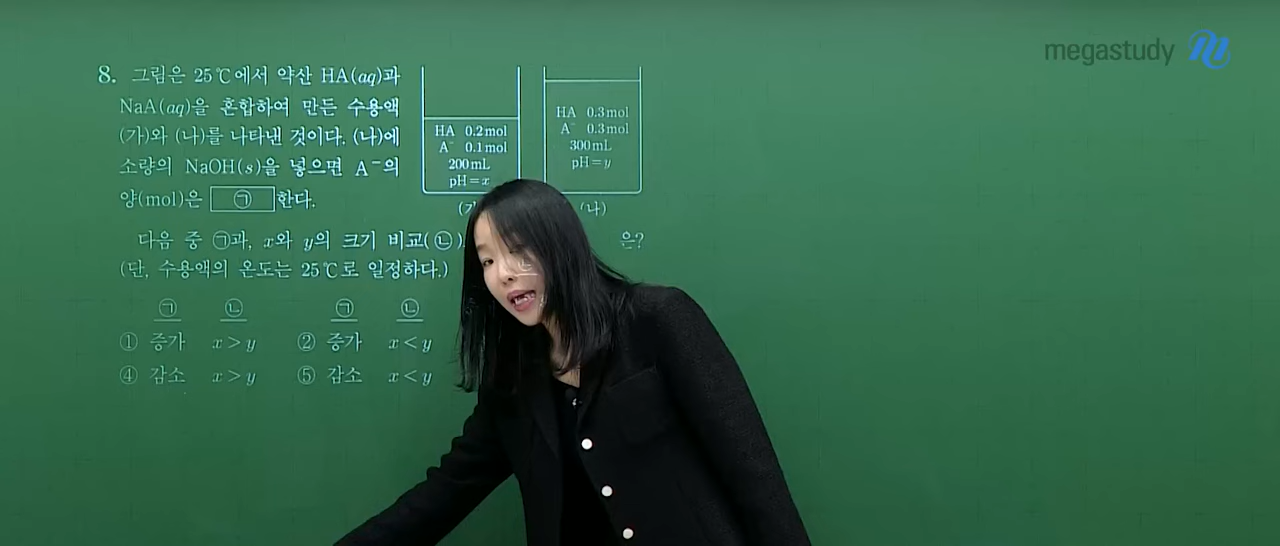 megastudy
8. 그림은 25℃에서 약산 HA(aq)과
NaA(aq)을 혼합하여 만든 수용액
(가)와 (나)를 나타낸 것이다. (나)에
소량의 NaOH(s)을 넣으면 A⁻의
양(mol)은 ㉠ 한다.
HA 0.2mol
A⁻ 0.1mol
200mL
pH=x
HA 0.3mol
A⁻ 0.3mol
300mL
pH=y
(나)
다음 중 ㉠과, x와 y의 크기 비교(㉡) 은?
(단, 수용액의 온도는 25℃로 일정하다.)
㉠ ㉡ ㉠ ㉡
① 증가 x>y ② 증가 x<y
④ 감소 x>y ⑤ 감소 x<y